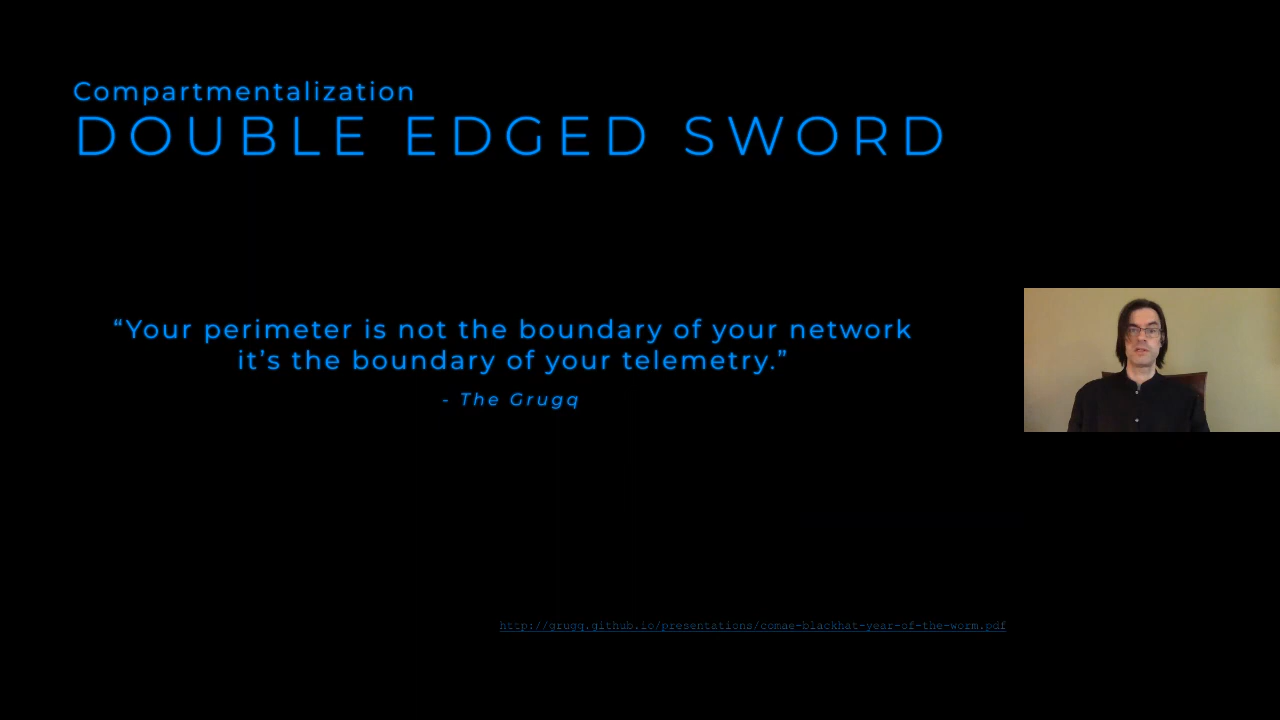 Compartmentalization
DOUBLE EDGED SWORD
“Your perimeter is not the boundary of your network
it’s the boundary of your telemetry.”
- The Grugq
http://grugq.github.io/presentations/comae-blackhat-year-of-the-worm.pdf